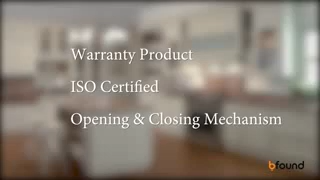 Warranty Product
ISO Certified
Opening & Closing Mechanism
bfound